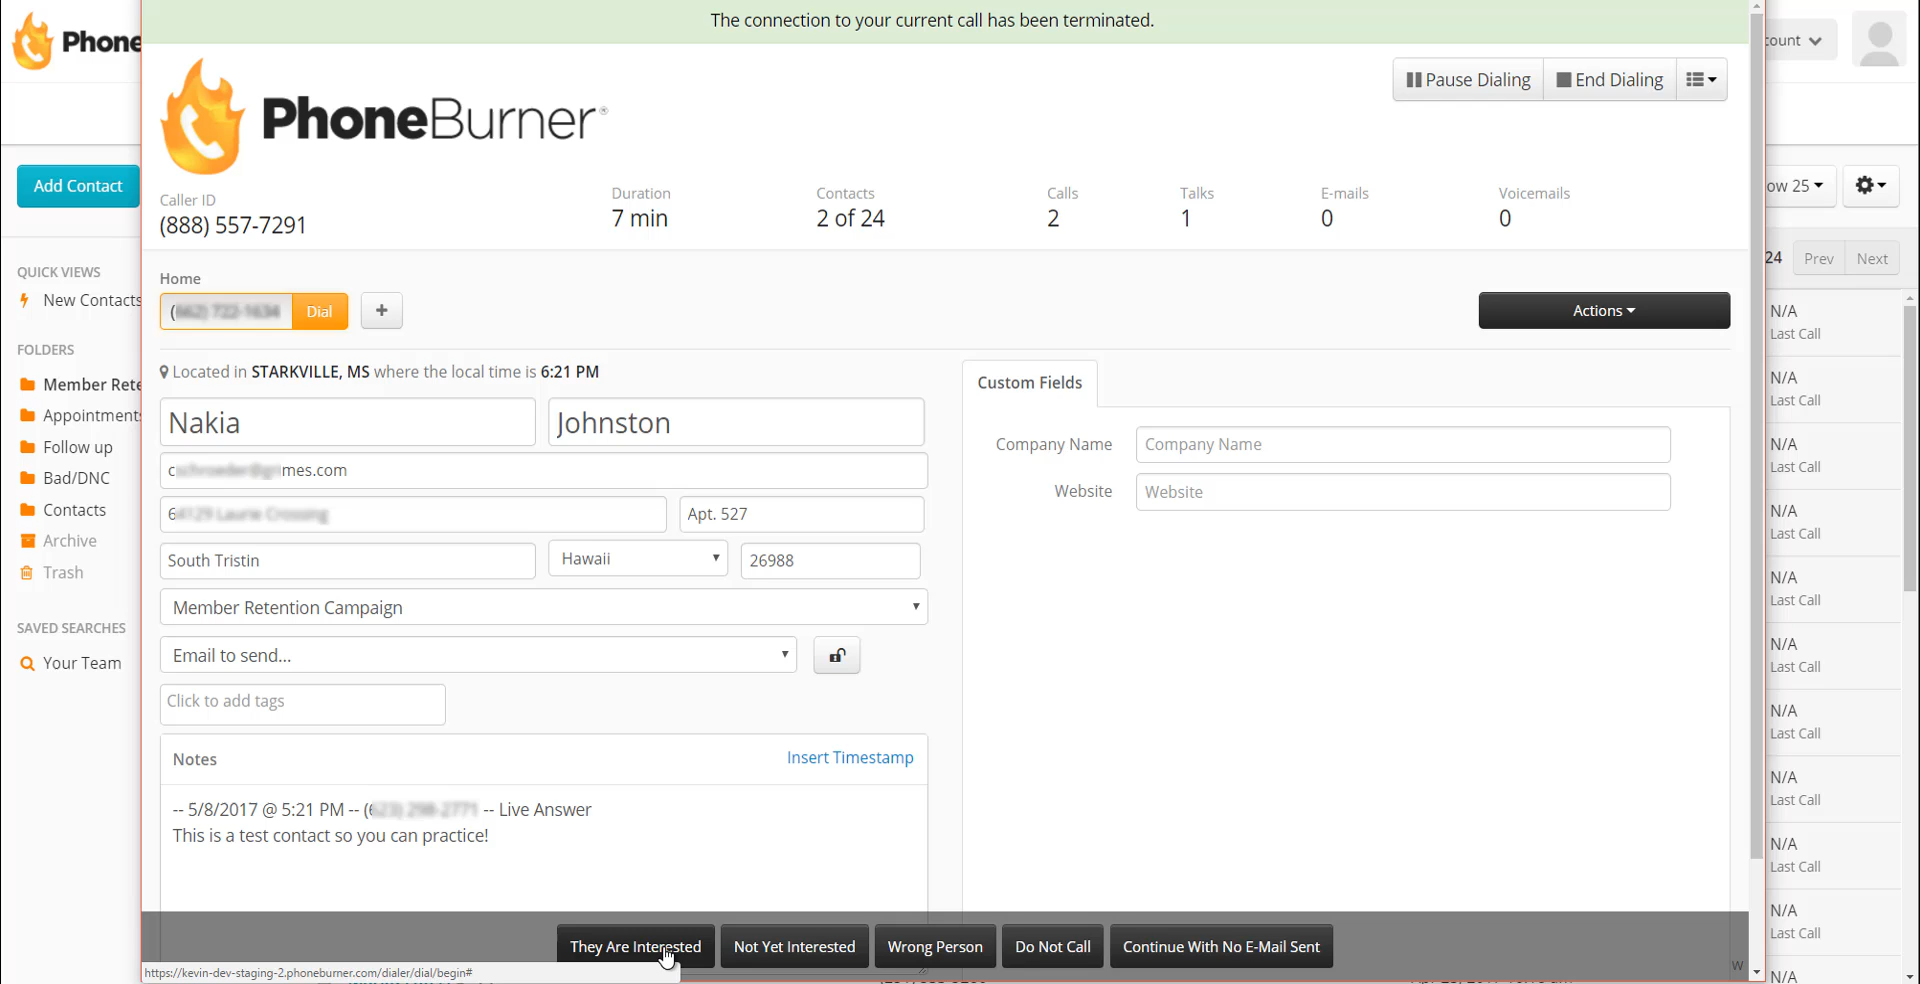 The connection to your current call has been terminated.
Phone
count
PhoneBurner®
Pause Dialing
End Dialing
Add Contact
Caller ID
(888) 557-7291
Duration
7 min
Contacts
2 of 24
Calls
2
Talks
1
E-mails
0
Voicemails
0
ow 25
24
Prev
Next
QUICK VIEWS
New Contacts
FOLDERS
Member Rete
Appointments
Follow up
Bad/DNC
Contacts
Archive
Trash
SAVED SEARCHES
Your Team
Home
Dial
+
Actions
Located in STARKVILLE, MS where the local time is 6:21 PM
Nakia
Johnston
mes.com
Apt. 527
South Tristin
Hawaii
26988
Member Retention Campaign
Email to send...
Click to add tags
Notes
Insert Timestamp
-- 5/8/2017 @ 5:21 PM -- ( -- Live Answer
This is a test contact so you can practice!
Custom Fields
Company Name
Company Name
Website
Website
N/A
Last Call
N/A
Last Call
N/A
Last Call
N/A
Last Call
N/A
Last Call
N/A
Last Call
N/A
Last Call
N/A
Last Call
N/A
Last Call
N/A
Last Call
N/A
They Are Interested
Not Yet Interested
Wrong Person
Do Not Call
Continue With No E-Mail Sent
W
https://kevin-dev-staging-2.phoneburner.com/dialer/dial/begin#